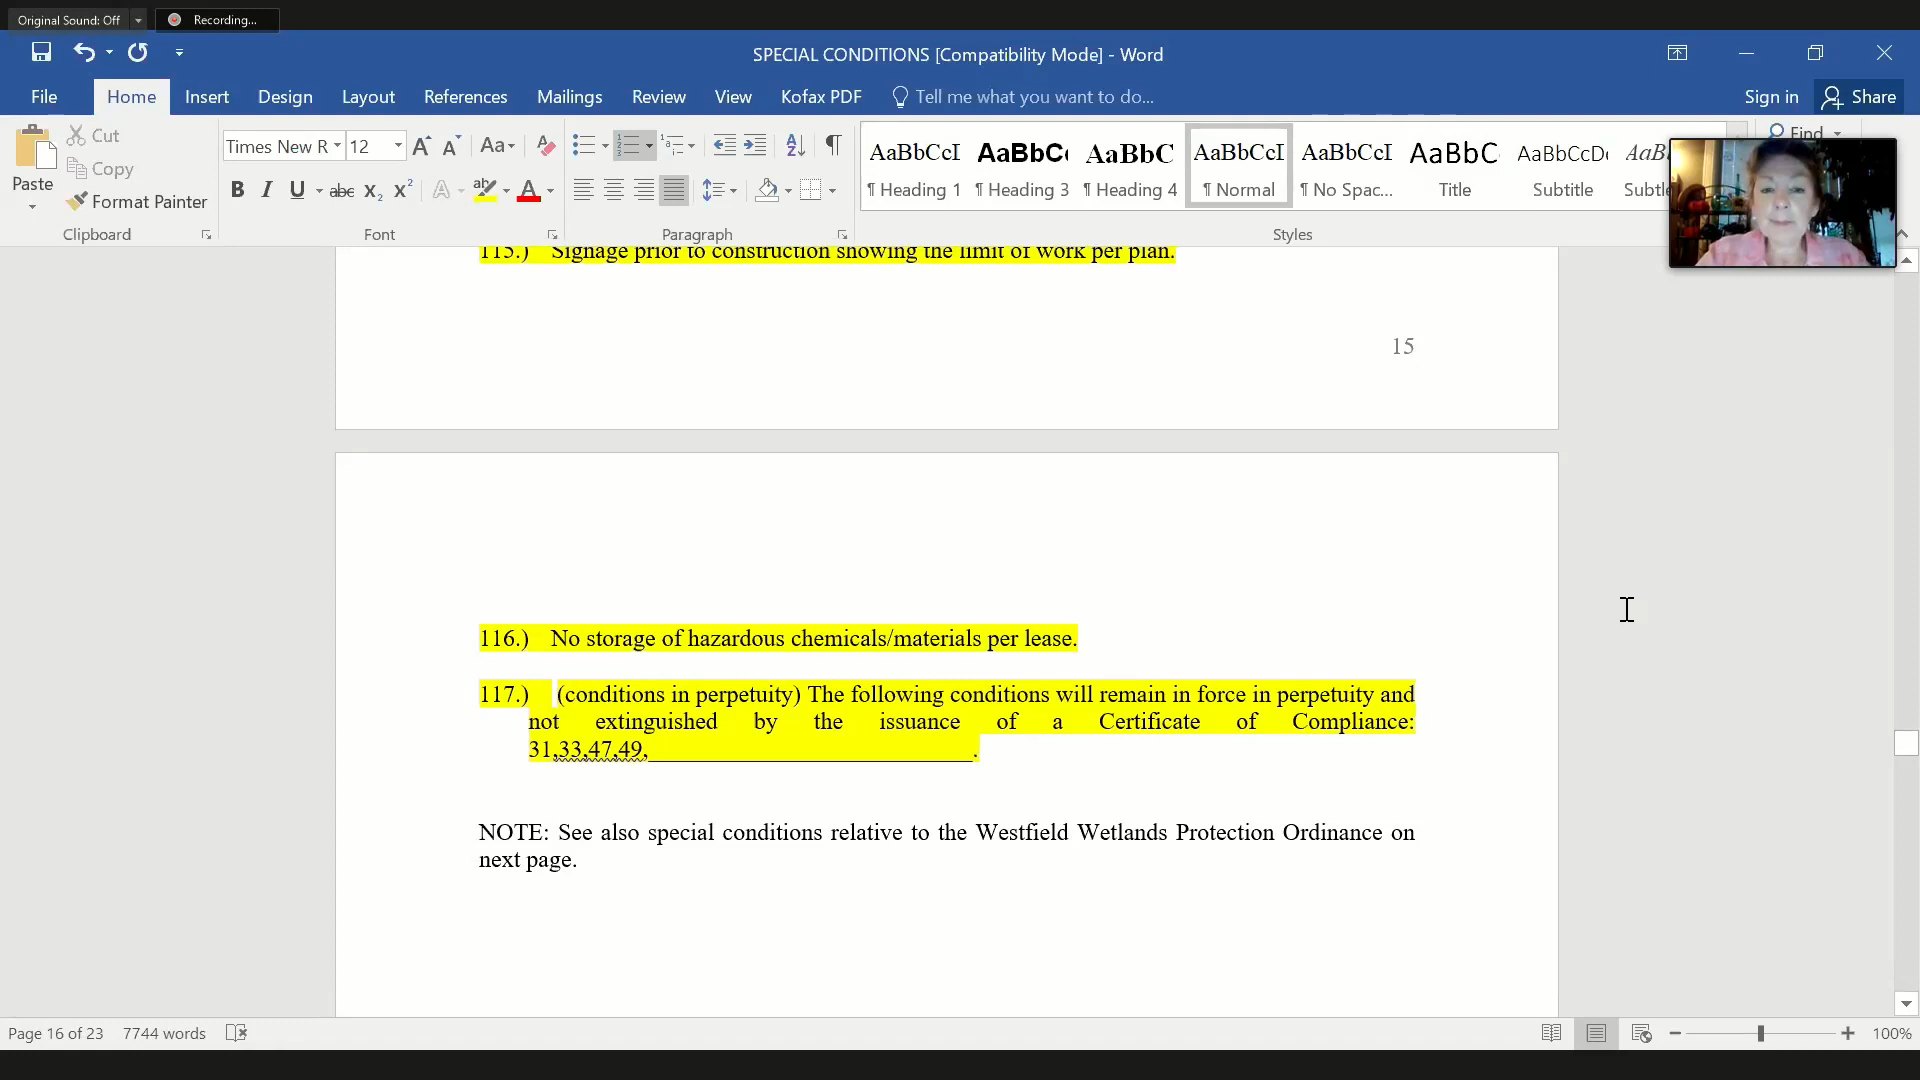 Original Sound: Off
Recording...
SPECIAL CONDITIONS [Compatibility Mode] - Word
File Home Insert Design Layout References Mailings Review View Kofax PDF Tell me what you want to do... Sign in Share
Paste
Cut
Copy
Format Painter
Clipboard
Times New R 12
Font
Paragraph
AaBbCcI AaBbCc AaBbC AaBbCcI AaBbCcI AaBbC AaBbCcD AaB
¶ Heading 1 ¶ Heading 3 ¶ Heading 4 ¶ Normal ¶ No Spac... Title Subtitle Subtle
Styles
Find
115.) Signage prior to construction showing the limit of work per plan.
15
116.) No storage of hazardous chemicals/materials per lease.
117.) (conditions in perpetuity) The following conditions will remain in force in perpetuity and
not extinguished by the issuance of a Certificate of Compliance:
31,33,47,49,___________________________.
NOTE: See also special conditions relative to the Westfield Wetlands Protection Ordinance on
next page.
Page 16 of 23 7744 words
100%